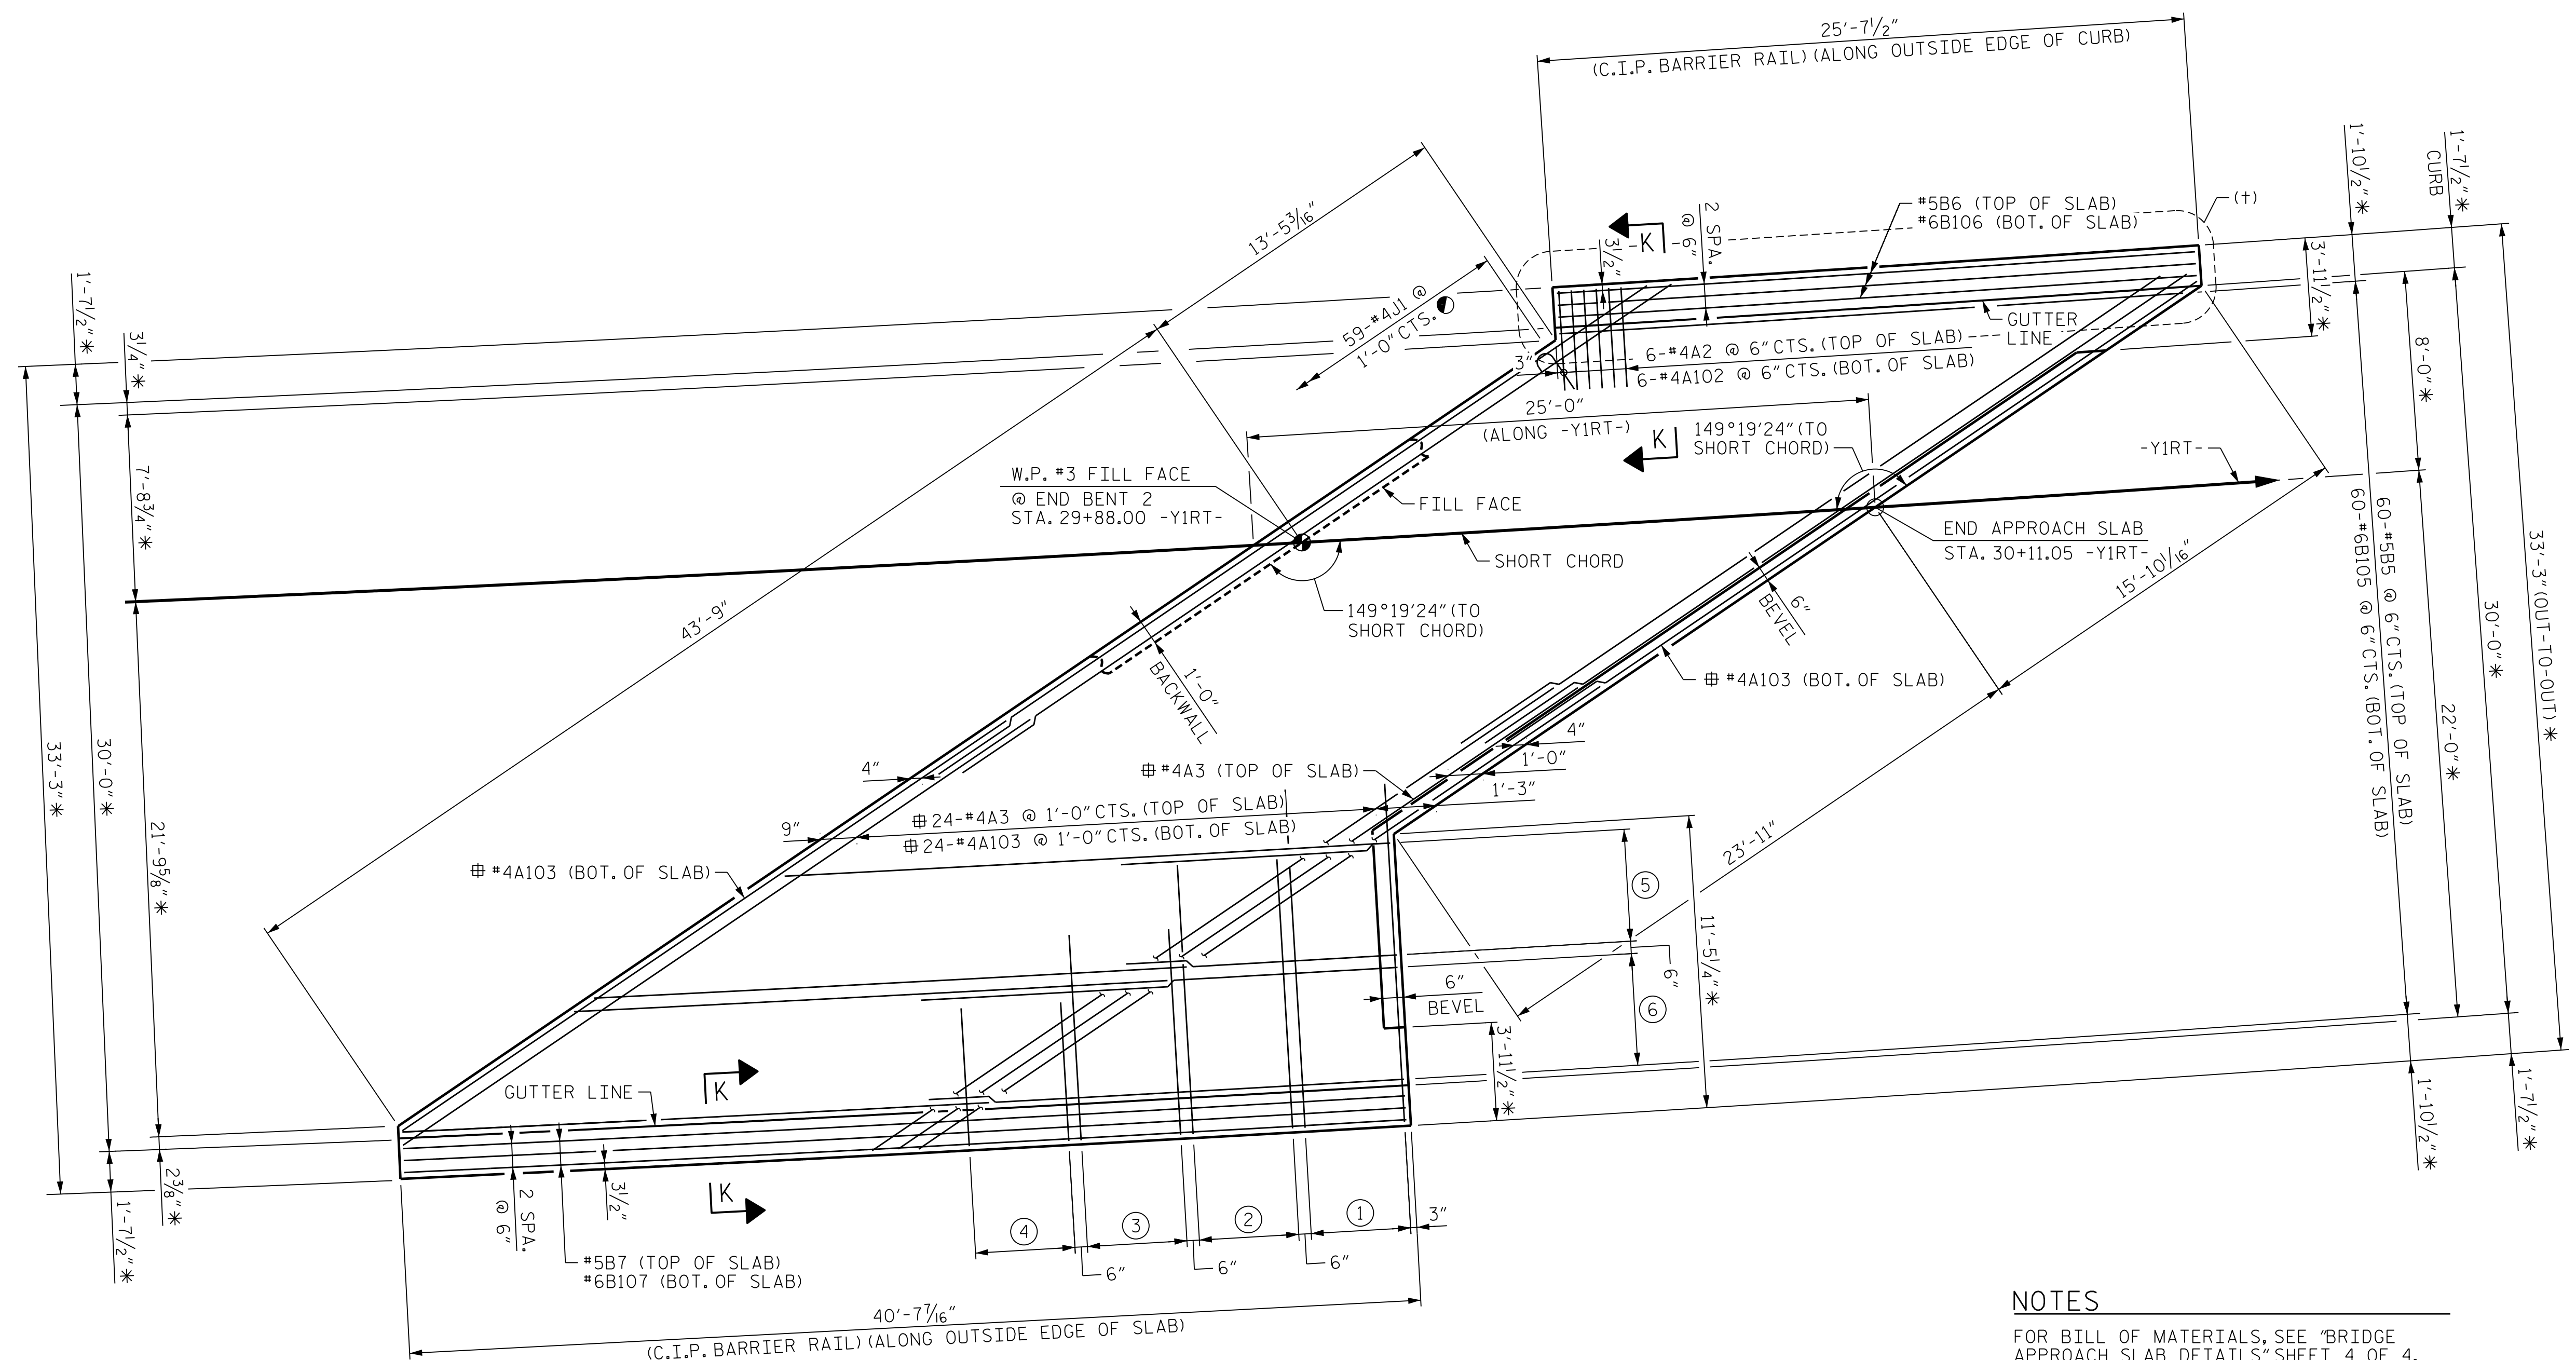 25'-7 1/2"
(C.I.P. BARRIER RAIL) (ALONG OUTSIDE EDGE OF CURB)
1'-10 1/2"*
1'-7 1/2"*
CURB
13'-5 3/16"
59-#4J1 @
1'-0" CTS.
K
3 1/2"
2 SPA.
@ 6"
#5B6 (TOP OF SLAB)
#6B106 (BOT. OF SLAB)
(†)
3'-11 1/2"*
1'-7 1/2"*
3 1/4"*
GUTTER
LINE
3"
6-#4A2 @ 6" CTS. (TOP OF SLAB)
6-#4A102 @ 6" CTS. (BOT. OF SLAB)
8'-0"*
25'-0"
(ALONG -Y1RT-)
K
149°19'24" (TO
SHORT CHORD)
-Y1RT-
7'-8 3/4"*
W.P. #3 FILL FACE
@ END BENT 2
STA. 29+88.00 -Y1RT-
FILL FACE
END APPROACH SLAB
STA. 30+11.05 -Y1RT-
SHORT CHORD
15'-10 1/16"
60-#5B5 @ 6" CTS. (TOP OF SLAB)
60-#6B105 @ 6" CTS. (BOT. OF SLAB)
33'-3" (OUT-TO-OUT)*
30'-0"*
22'-0"*
43'-9"
149°19'24" (TO
SHORT CHORD)
6"
BEVEL
1'-0"
BACKWALL
#4A103 (BOT. OF SLAB)
33'-3"*
30'-0"*
21'-9 5/8"*
4"
4"
#4A3 (TOP OF SLAB)
1'-0"
1'-3"
9"
24-#4A3 @ 1'-0" CTS. (TOP OF SLAB)
24-#4A103 @ 1'-0" CTS. (BOT. OF SLAB)
23'-11"
#4A103 (BOT. OF SLAB)
5
11'-5 1/4"*
6"
6
6"
BEVEL
3'-11 1/2"*
K
GUTTER LINE
1'-10 1/2"*
1'-7 1/2"*
2 3/8"*
1'-7 1/2"*
2 SPA.
@ 6"
3 1/2"
K
4
3
2
1
3"
6"
6"
6"
#5B7 (TOP OF SLAB)
#6B107 (BOT. OF SLAB)
40'-7 7/16"
(C.I.P. BARRIER RAIL) (ALONG OUTSIDE EDGE OF SLAB)
NOTES
FOR BILL OF MATERIALS, SEE "BRIDGE
APPROACH SLAB DETAILS" SHEET 4 OF 4.